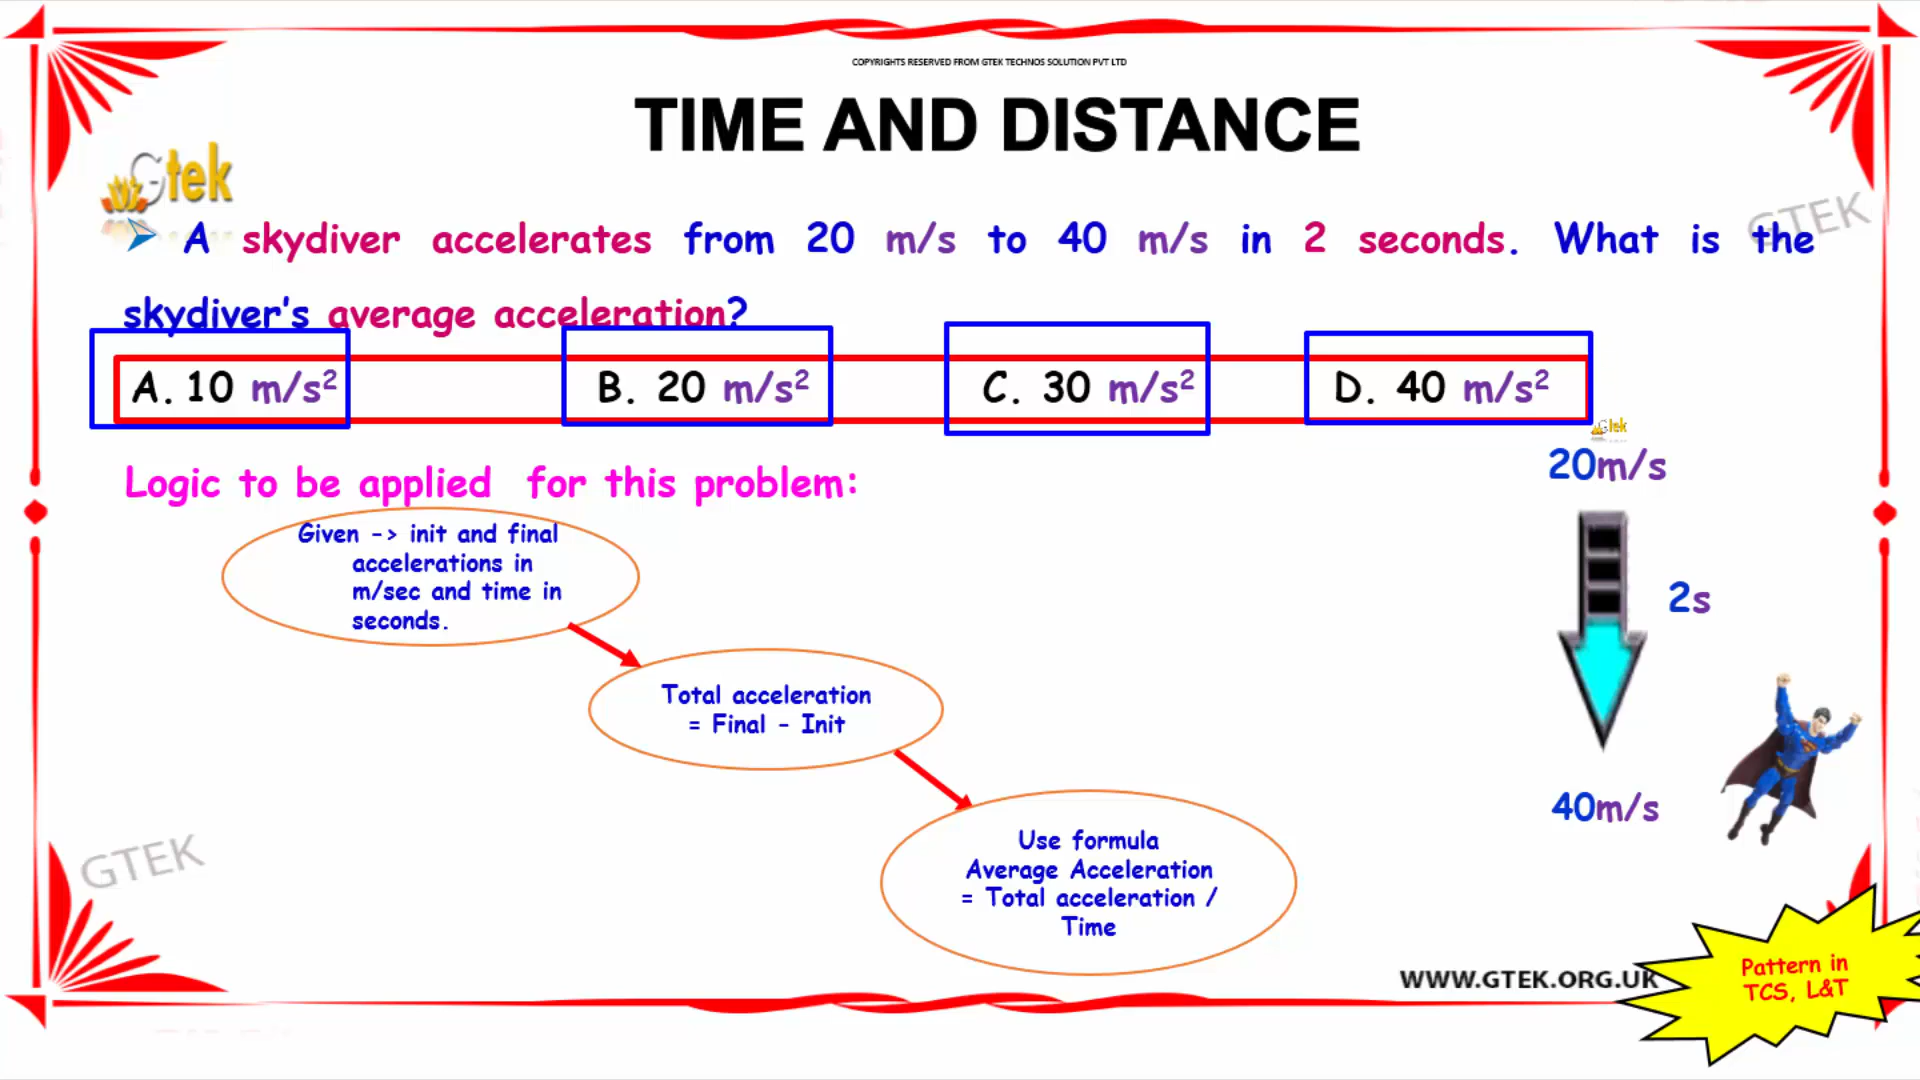 COPYRIGHTS RESERVED FROM GTEK TECHNOS SOLUTION PVT LTD
TIME AND DISTANCE
Gtek
GTEK
A skydiver accelerates from 20 m/s to 40 m/s in 2 seconds. What is the
skydiver's average acceleration?
A. 10 m/s² B. 20 m/s² C. 30 m/s² D. 40 m/s²
Gtek
Logic to be applied for this problem:
20m/s
Given -> init and final
accelerations in
m/sec and time in
seconds.
2s
Total acceleration
= Final - Init
40m/s
Use formula
Average Acceleration
= Total acceleration /
Time
GTEK
WWW.GTEK.ORG.UK
Pattern in
TCS, L&T